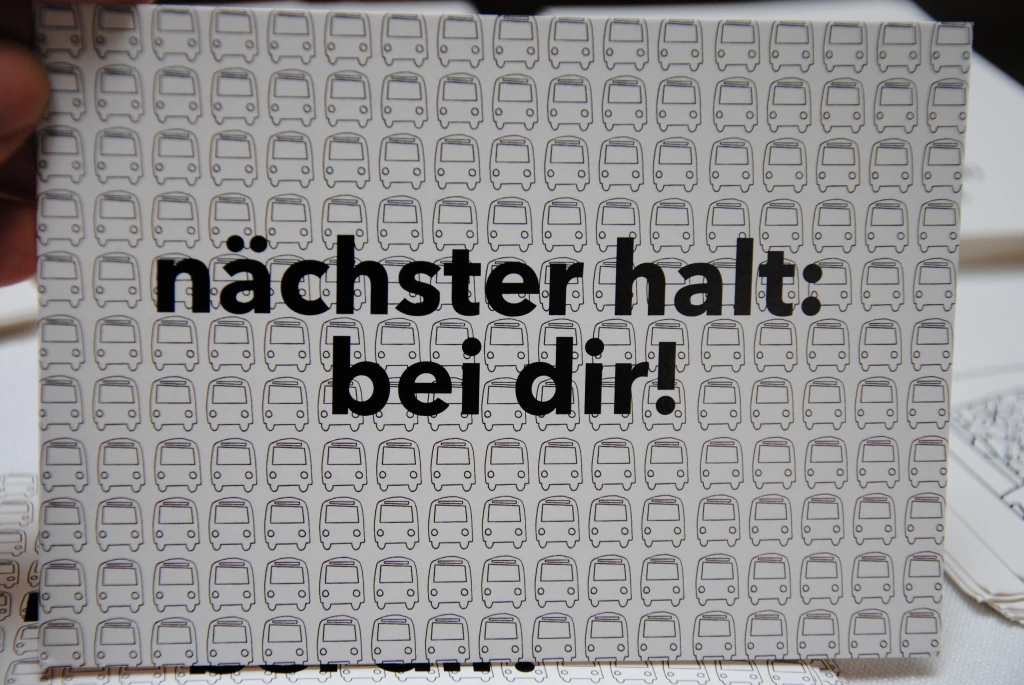 nächster halt:
bei dir!